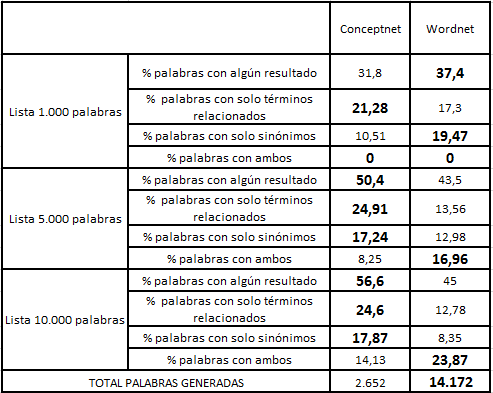 Conceptnet Wordnet
Lista 1.000 palabras
% palabras con algún resultado 31,8 37,4
% palabras con solo términos
relacionados 21,28 17,3
% palabras con solo sinónimos 10,51 19,47
% palabras con ambos 0 0
Lista 5.000 palabras
% palabras con algún resultado 50,4 43,5
% palabras con solo términos
relacionados 24,91 13,56
% palabras con solo sinónimos 17,24 12,98
% palabras con ambos 8,25 16,96
Lista 10.000 palabras
% palabras con algún resultado 56,6 45
% palabras con solo términos
relacionados 24,6 12,78
% palabras con solo sinónimos 17,87 8,35
% palabras con ambos 14,13 23,87
TOTAL PALABRAS GENERADAS 2.652 14.172